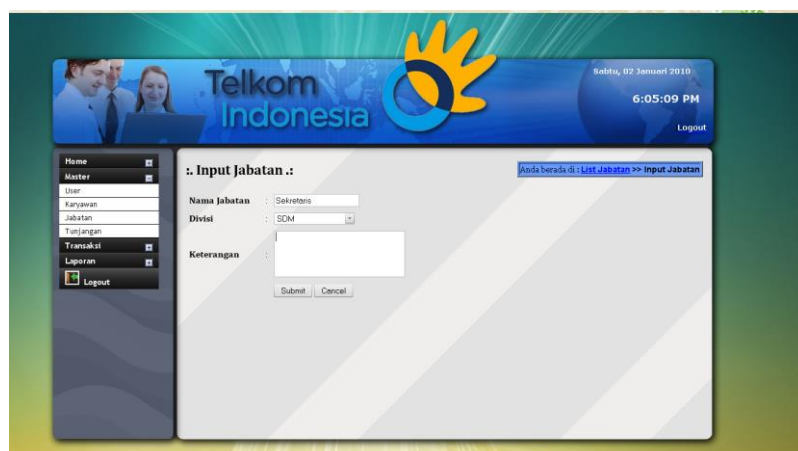 Telkom
Indonesia
Sabtu, 02 Januari 2010
6:05:09 PM
Logout
Home
Master
User
Karyawan
Jabatan
Tunjangan
Transaksi
Laporan
Logout
:. Input Jabatan .:
Anda berada di : List Jabatan >> Input Jabatan
Nama Jabatan : Sekretaris
Divisi : SDM
Keterangan :
Submit Cancel